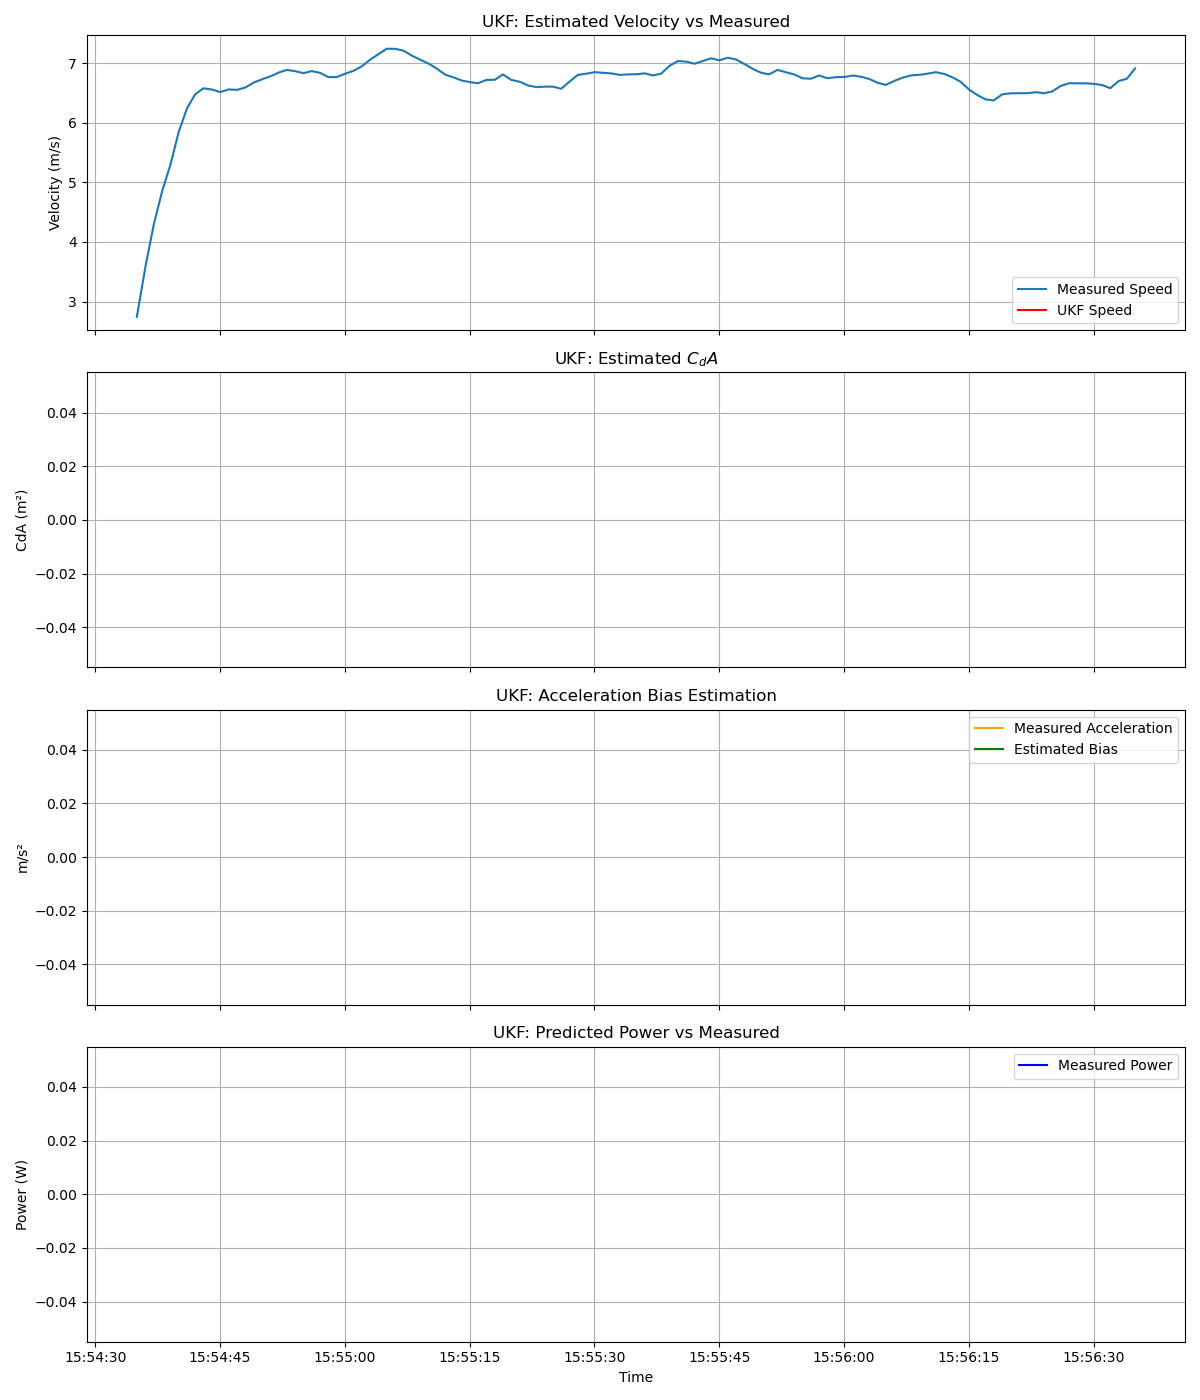 UKF: Estimated Velocity vs Measured
7
6
5
4
3
Velocity (m/s)
Measured Speed
UKF Speed
UKF: Estimated CdA
0.04
0.02
0.00
−0.02
−0.04
CdA (m²)
UKF: Acceleration Bias Estimation
0.04
0.02
0.00
−0.02
−0.04
m/s²
Measured Acceleration
Estimated Bias
UKF: Predicted Power vs Measured
0.04
0.02
0.00
−0.02
−0.04
Power (W)
Measured Power
15:54:30 15:54:45 15:55:00 15:55:15 15:55:30 15:55:45 15:56:00 15:56:15 15:56:30
Time